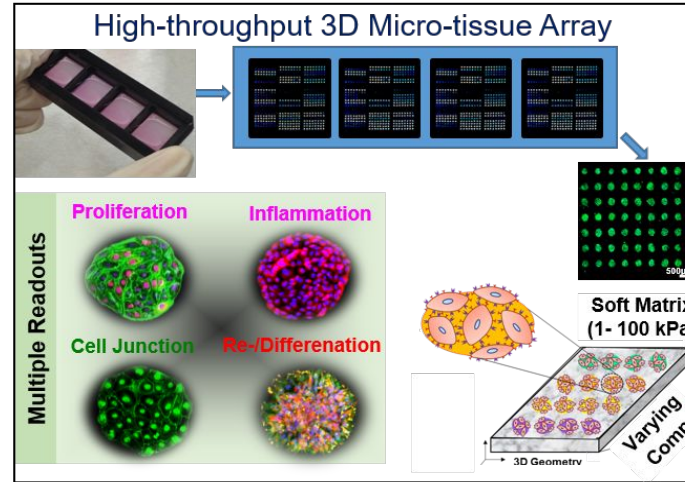 High-throughput 3D Micro-tissue Array
Proliferation
Inflammation
Cell Junction
Re-/Differenation
Multiple Readouts
500µ
Soft Matrix
(1- 100 kPa
Varying
Comp
3D Geometry